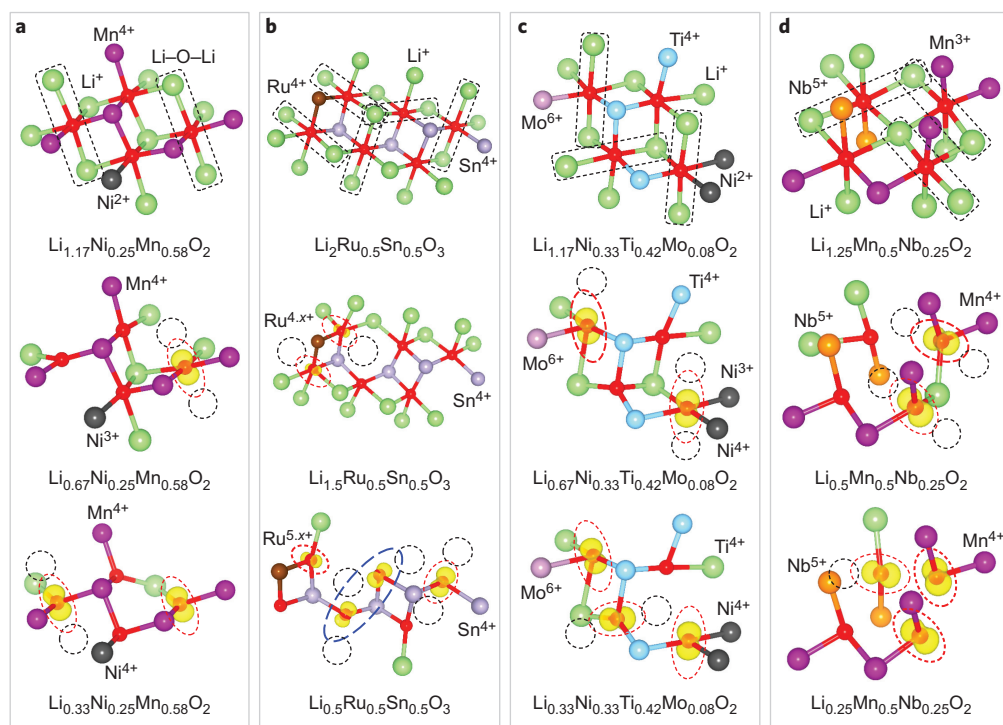 a
Mn4+
Li–O–Li
Li+
Ni2+
Li1.17Ni0.25Mn0.58O2
Mn4+
Ni3+
Li0.67Ni0.25Mn0.58O2
Mn4+
Ni4+
Li0.33Ni0.25Mn0.58O2
b
Li+
Ru4+
Sn4+
Li2Ru0.5Sn0.5O3
Ru4.x+
Sn4+
Li1.5Ru0.5Sn0.5O3
Ru5.x+
Sn4+
Li0.5Ru0.5Sn0.5O3
c
Ti4+
Li+
Mo6+
Ni2+
Li1.17Ni0.33Ti0.42Mo0.08O2
Ti4+
Mo6+
Ni3+
Ni4+
Li0.67Ni0.33Ti0.42Mo0.08O2
Ti4+
Mo6+
Ni4+
Li0.33Ni0.33Ti0.42Mo0.08O2
d
Mn3+
Nb5+
Li+
Li1.25Mn0.5Nb0.25O2
Mn4+
Nb5+
Li0.5Mn0.5Nb0.25O2
Mn4+
Nb5+
Li0.25Mn0.5Nb0.25O2